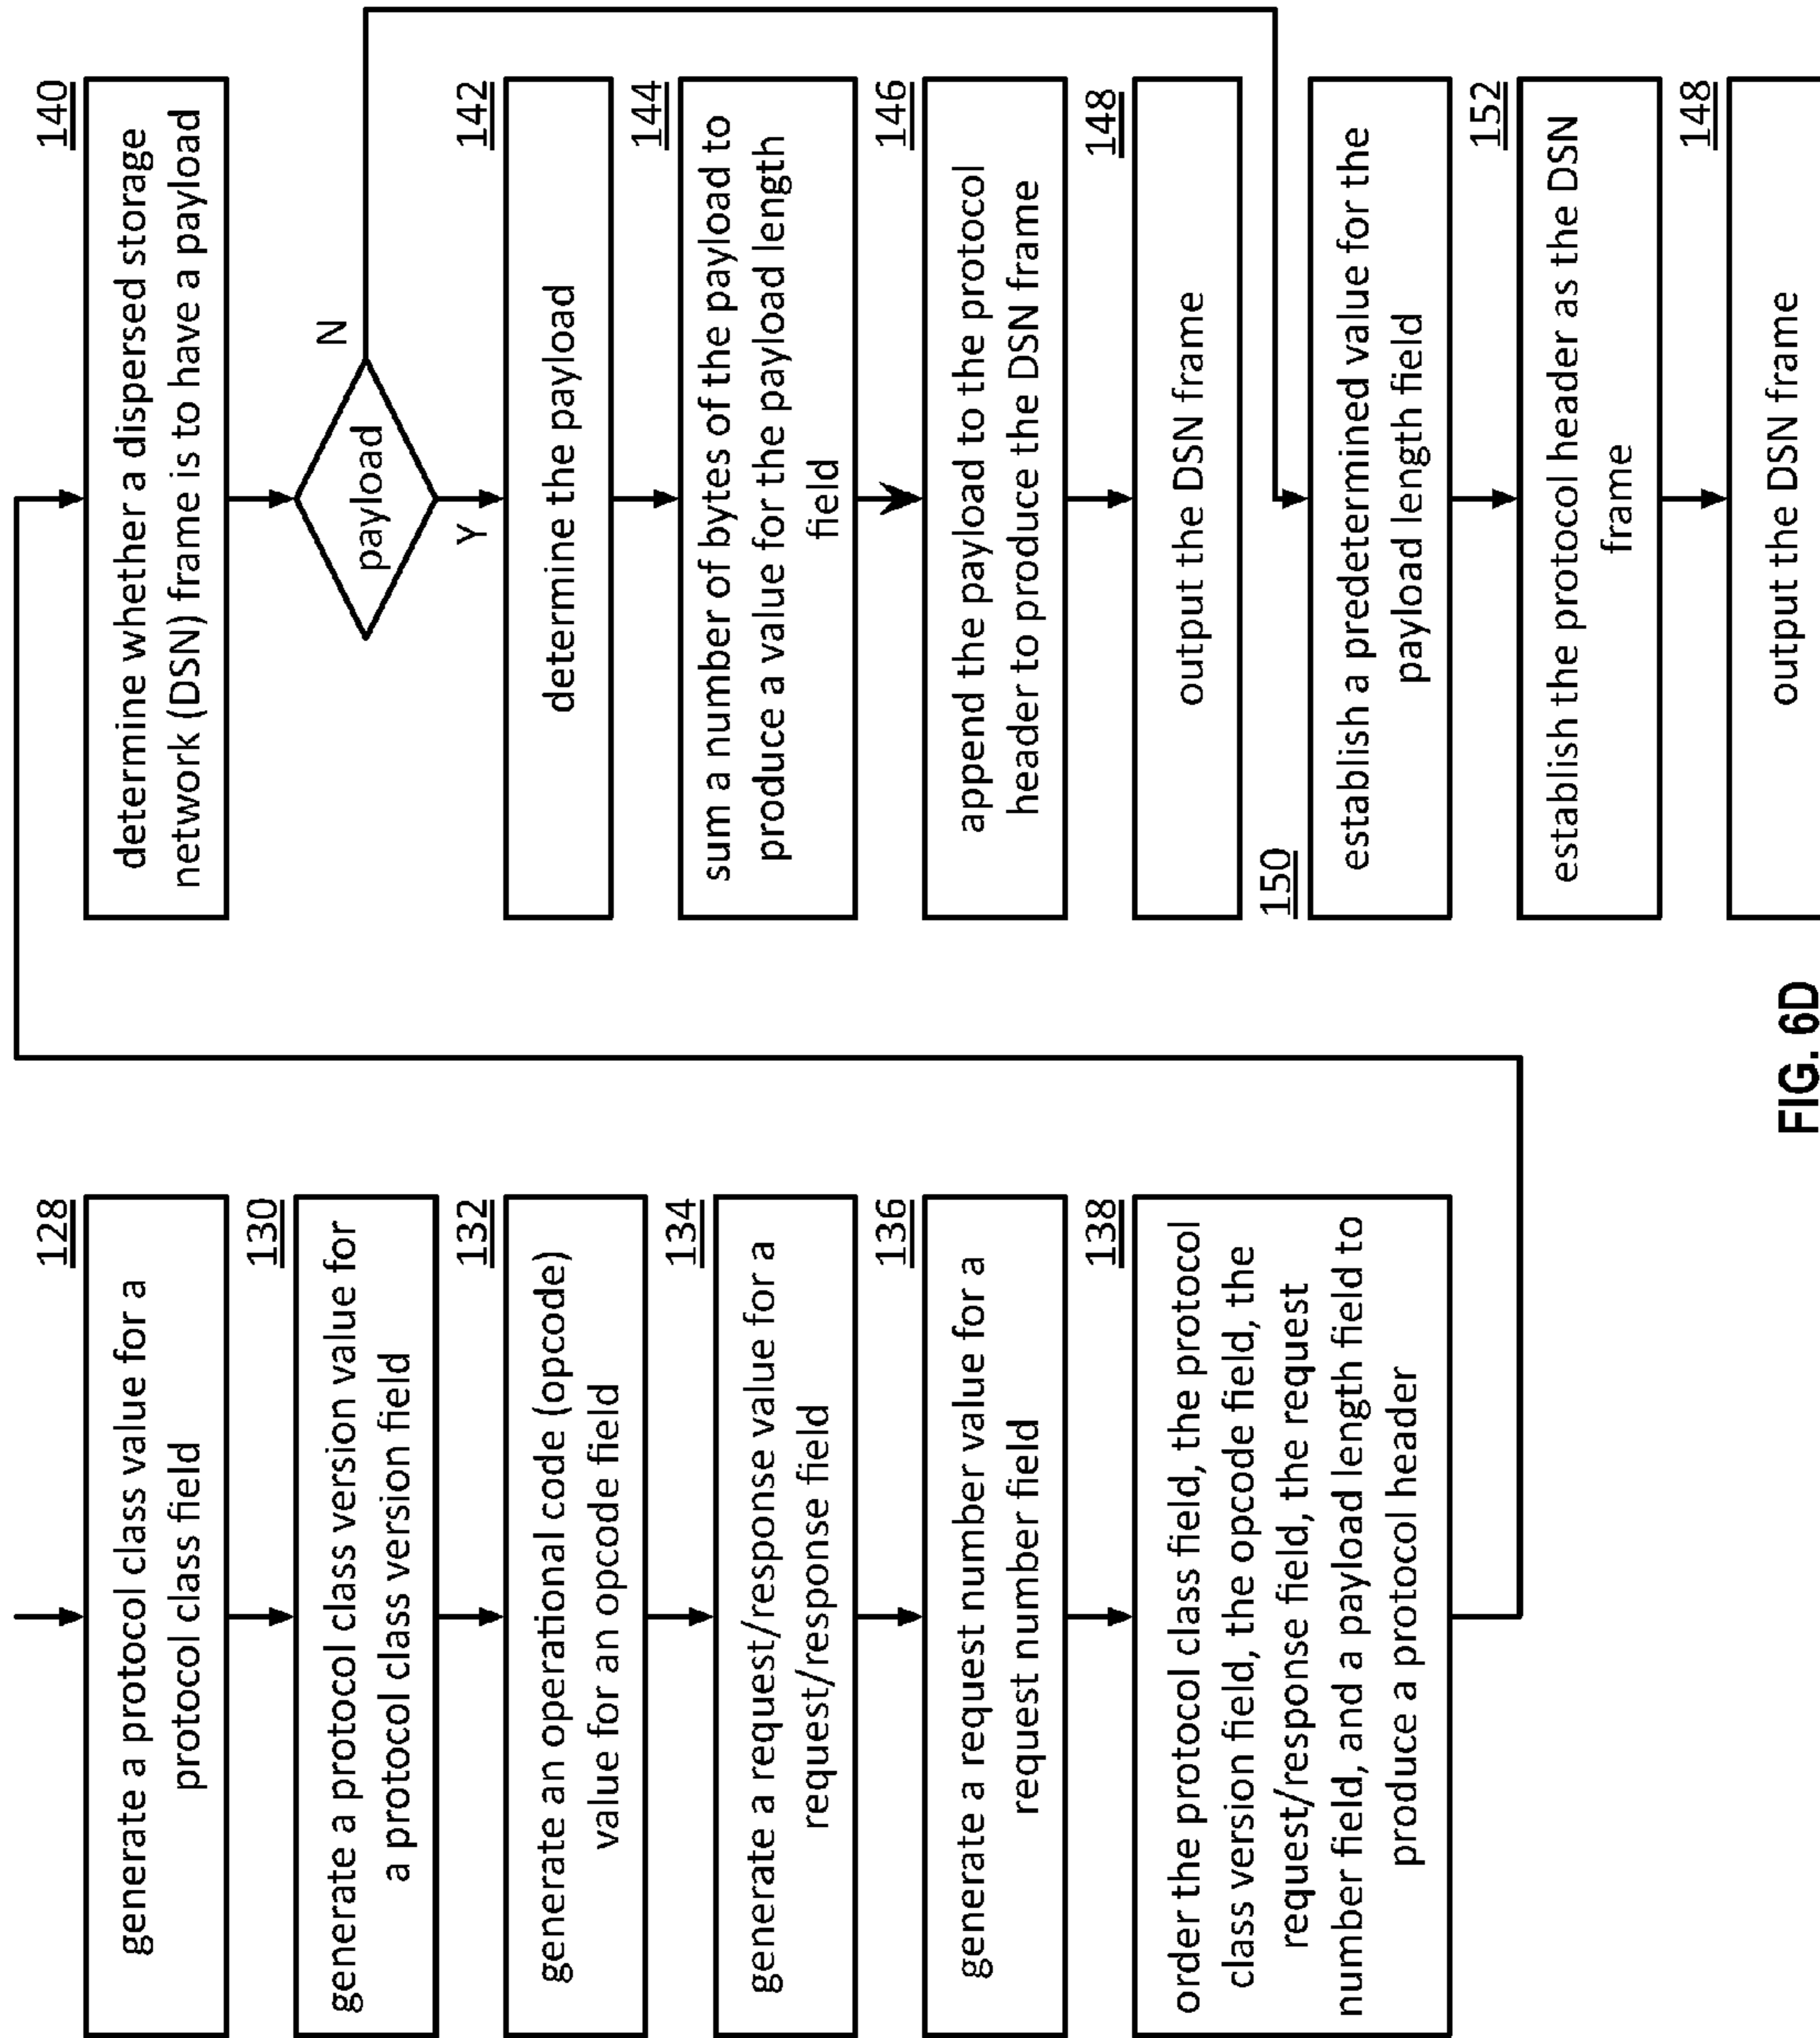 128
generate a protocol class value for a
protocol class field
130
generate a protocol class version value for
a protocol class version field
132
generate an operational code (opcode)
value for an opcode field
134
generate a request/response value for a
request/response field
136
generate a request number value for a
request number field
138
order the protocol class field, the protocol
class version field, the opcode field, the
request/response field, the request
number field, and a payload length field to
produce a protocol header
140
determine whether a dispersed storage
network (DSN) frame is to have a payload
payload
N
Y
142
determine the payload
144
sum a number of bytes of the payload to
produce a value for the payload length
field
146
append the payload to the protocol
header to produce the DSN frame
148
output the DSN frame
150
establish a predetermined value for the
payload length field
152
establish the protocol header as the DSN
frame
148
output the DSN frame
FIG. 6D